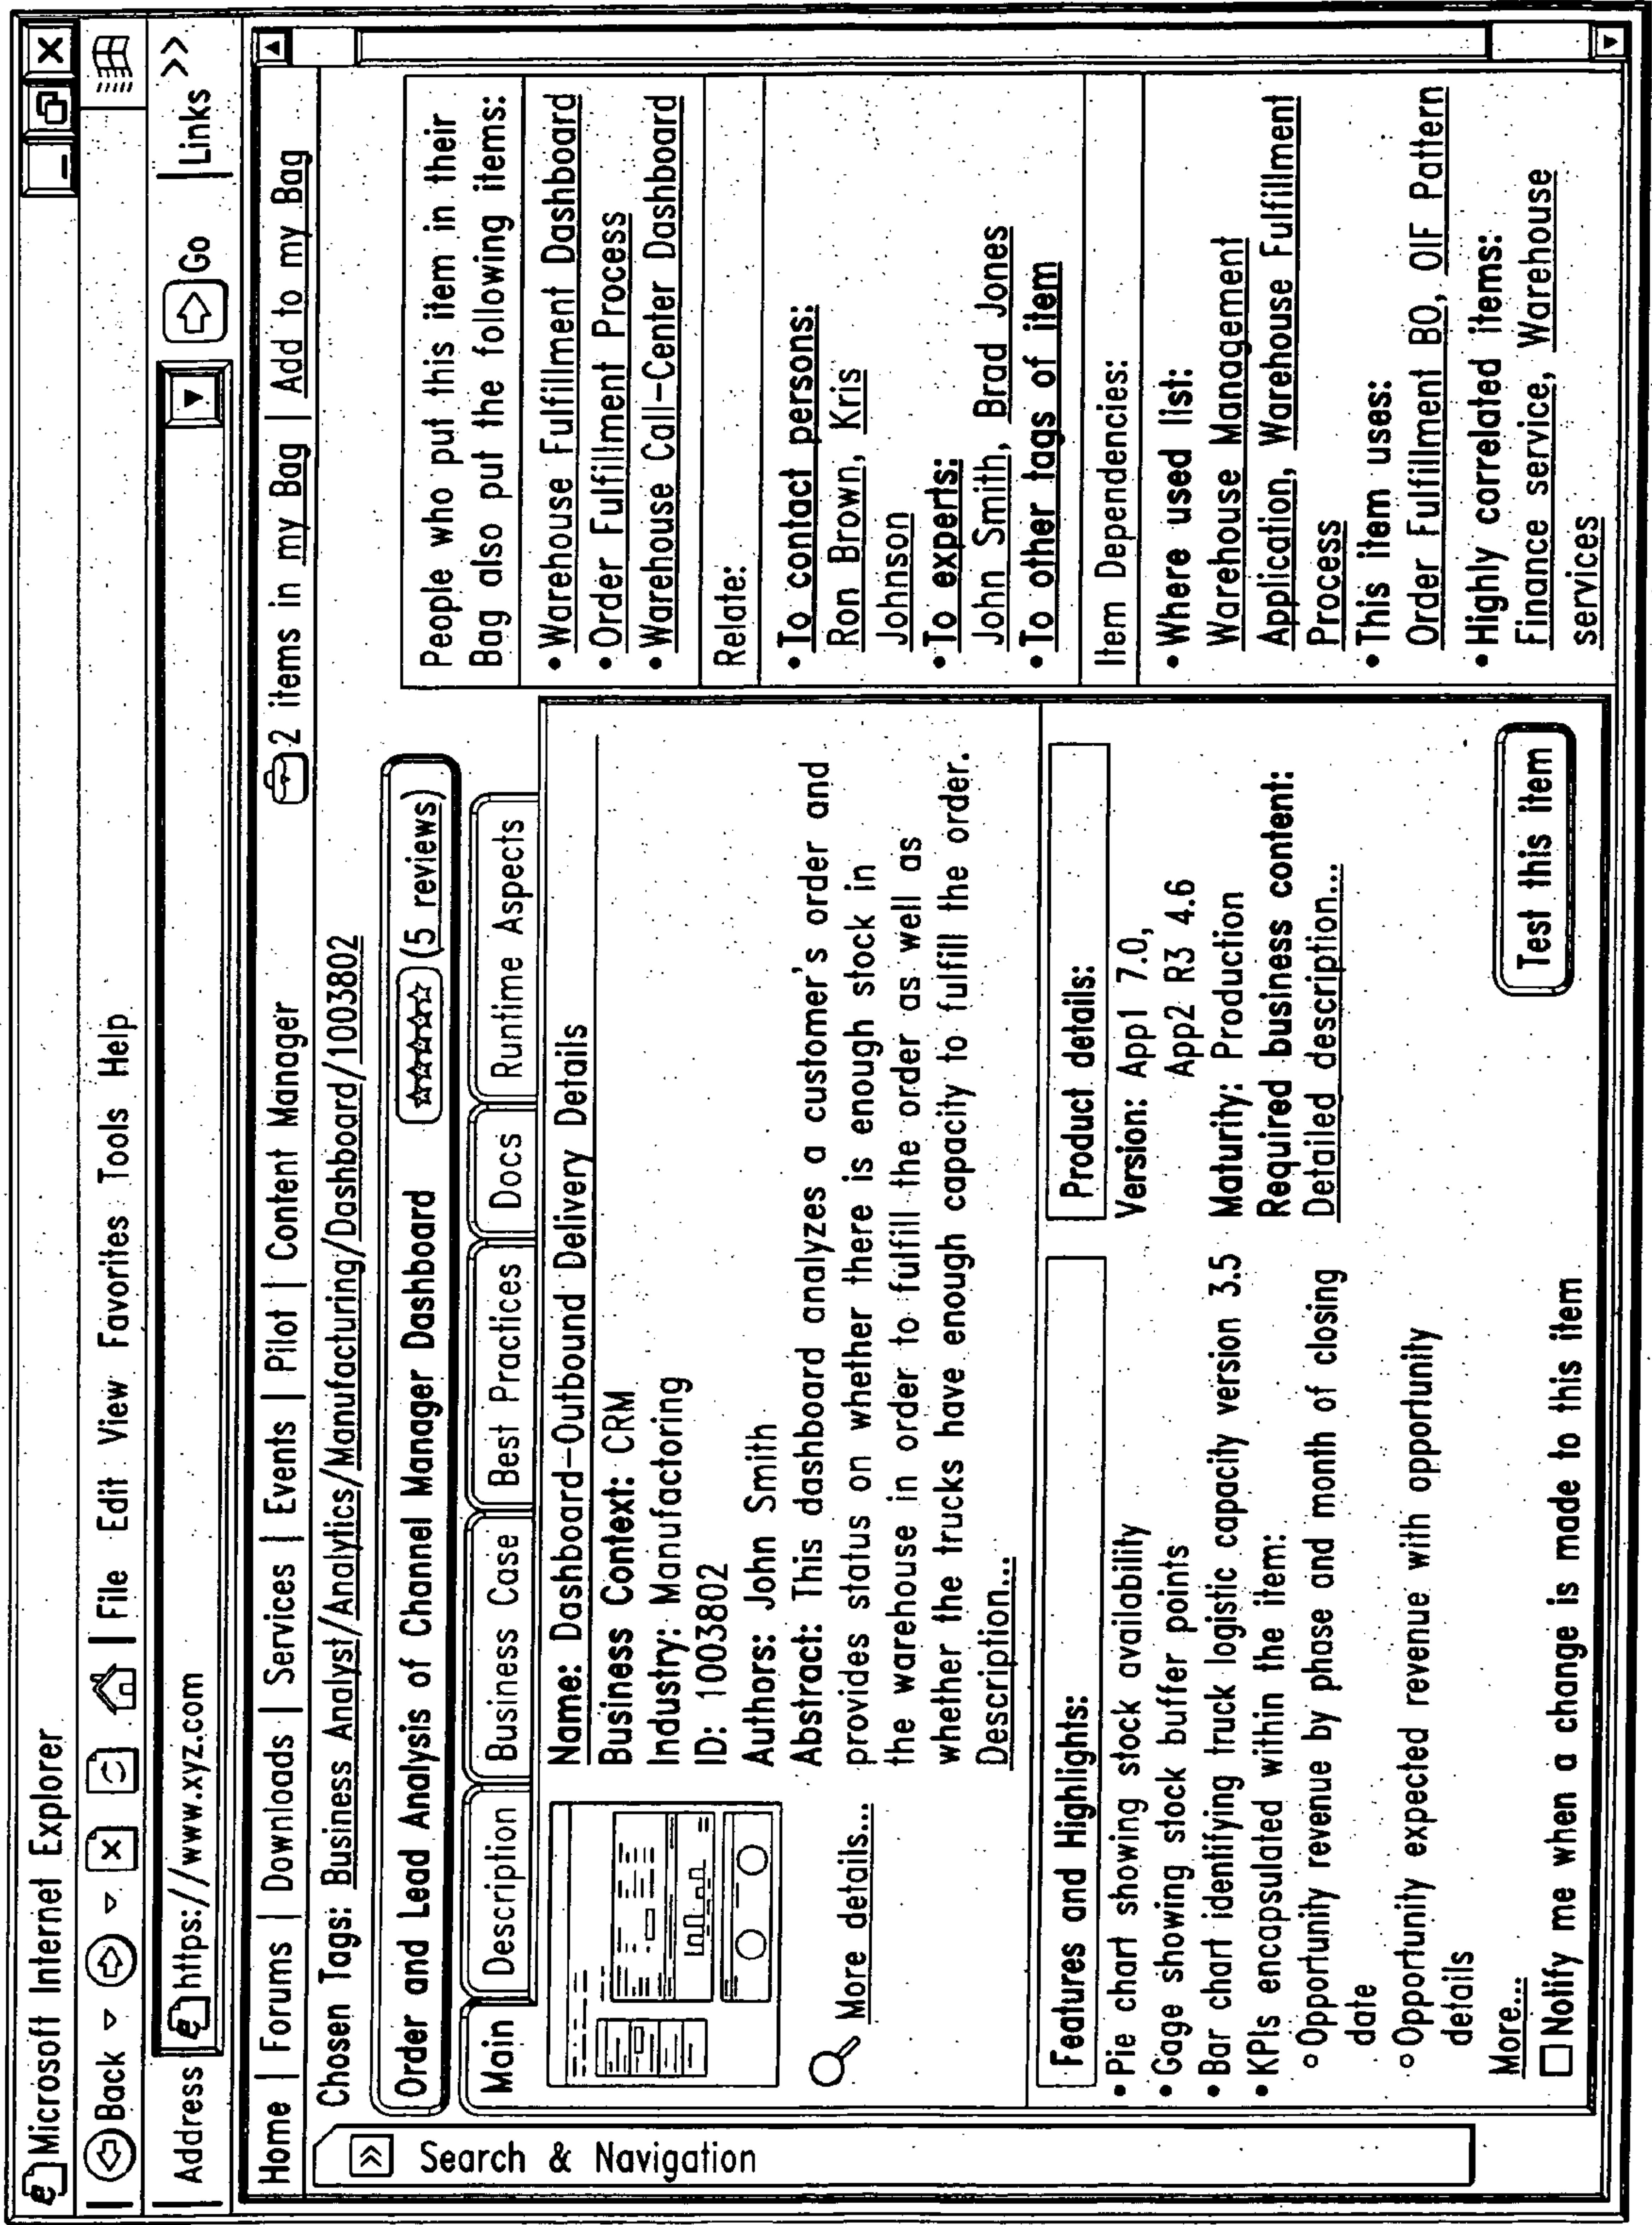 Microsoft Internet Explorer
Back File Edit View Favorites Tools Help
Address https://www.xyz.com Go Links >>
Home | Forums | Downloads | Services | Events | Pilot | Content Manager 2 items in my Bag | Add to my Bag
Search & Navigation
Chosen Tags: Business Analyst/Analytics/Manufacturing/Dashboard/1003802
Order and Lead Analysis of Channel Manager Dashboard ☆☆☆☆☆ (5 reviews)
Main Description Business Case Best Practices Docs Runtime Aspects
More details...
Name: Dashboard-Outbound Delivery Details
Business Context: CRM
Industry: Manufactoring
ID: 1003802
Authors: John Smith
Abstract: This dashboard analyzes a customer's order and
provides status on whether there is enough stock in
the warehouse in order to fulfill the order as well as
whether the trucks have enough capacity to fulfill the order.
Description...
Features and Highlights:
• Pie chart showing stock availability
• Gage showing stock buffer points
• Bar chart identifying truck logistic capacity version 3.5
• KPIs encapsulated within the item:
○ Opportunity revenue by phase and month of closing
date
○ Opportunity expected revenue with opportunity
details
More...
Notify me when a change is made to this item
Product details:
Version: App1 7.0,
App2 R3 4.6
Maturity: Production
Required business content:
Detailed description...
Test this item
People who put this item in their
Bag also put the following items:
• Warehouse Fulfillment Dashboard
• Order Fulfillment Process
• Warehouse Call-Center Dashboard
Relate:
• To contact persons:
Ron Brown, Kris
Johnson
• To experts:
John Smith, Brad Jones
• To other tags of item
Item Dependencies:
• Where used list:
Warehouse Management
Application, Warehouse Fulfillment
Process
• This item uses:
Order Fulfillment BO, OIF Pattern
• Highly correlated items:
Finance service, Warehouse
services